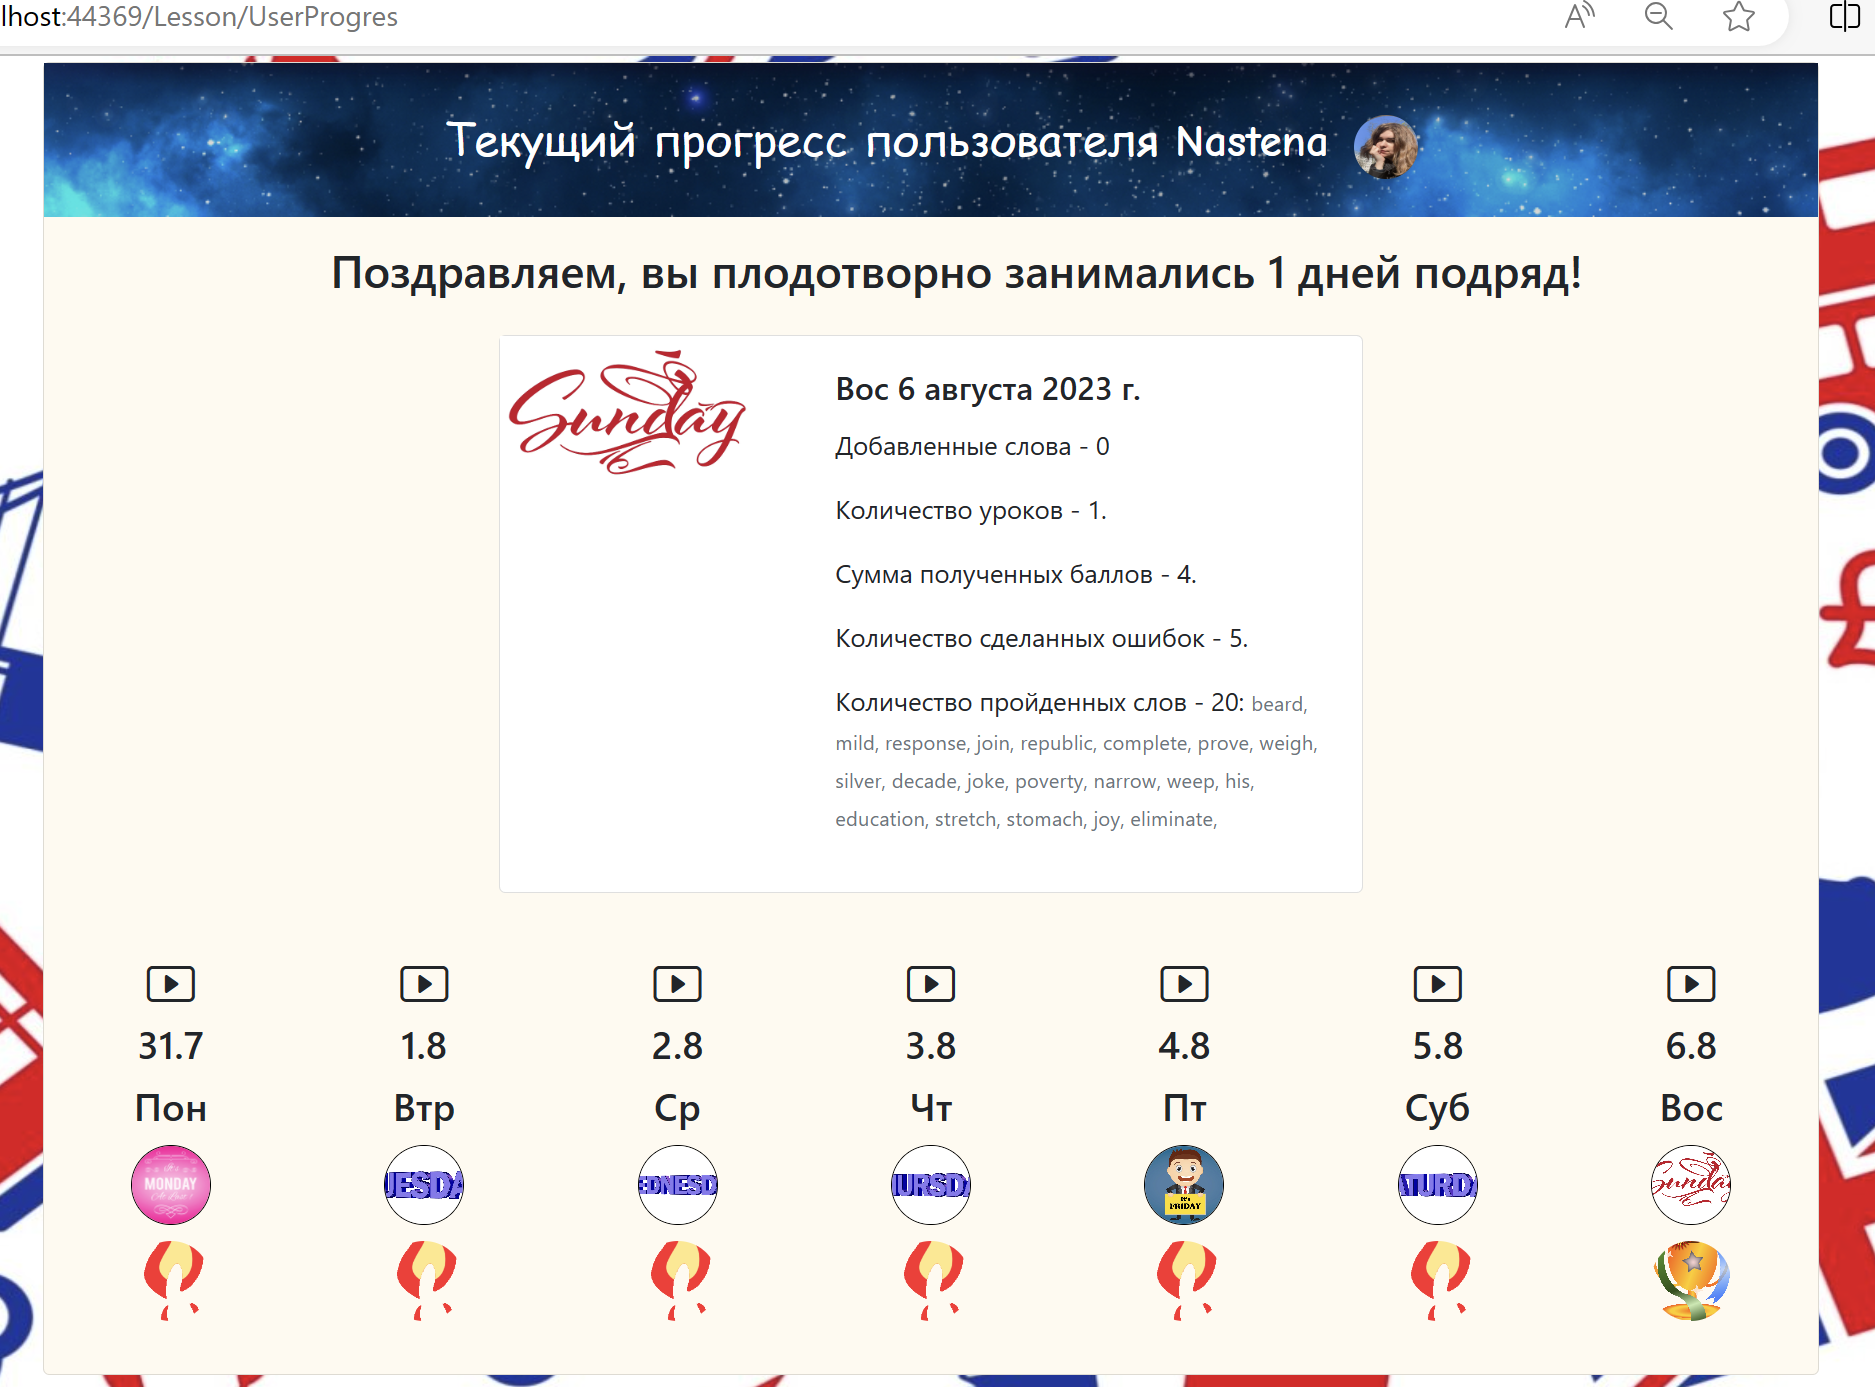 lhost:44369/Lesson/UserProgres
Текущий прогресс пользователя Nastena
Поздравляем, вы плодотворно занимались 1 дней подряд!
Sunday
Вос 6 августа 2023 г.
Добавленные слова - 0
Количество уроков - 1.
Сумма полученных баллов - 4.
Количество сделанных ошибок - 5.
Количество пройденных слов - 20: beard,
mild, response, join, republic, complete, prove, weigh,
silver, decade, joke, poverty, narrow, weep, his,
education, stretch, stomach, joy, eliminate,
31.7 1.8 2.8 3.8 4.8 5.8 6.8
Пон Втр Ср Чт Пт Суб Вос
MONDAY UESDA EDNESD URSDA It's FRIDAY ATURDA Sunday